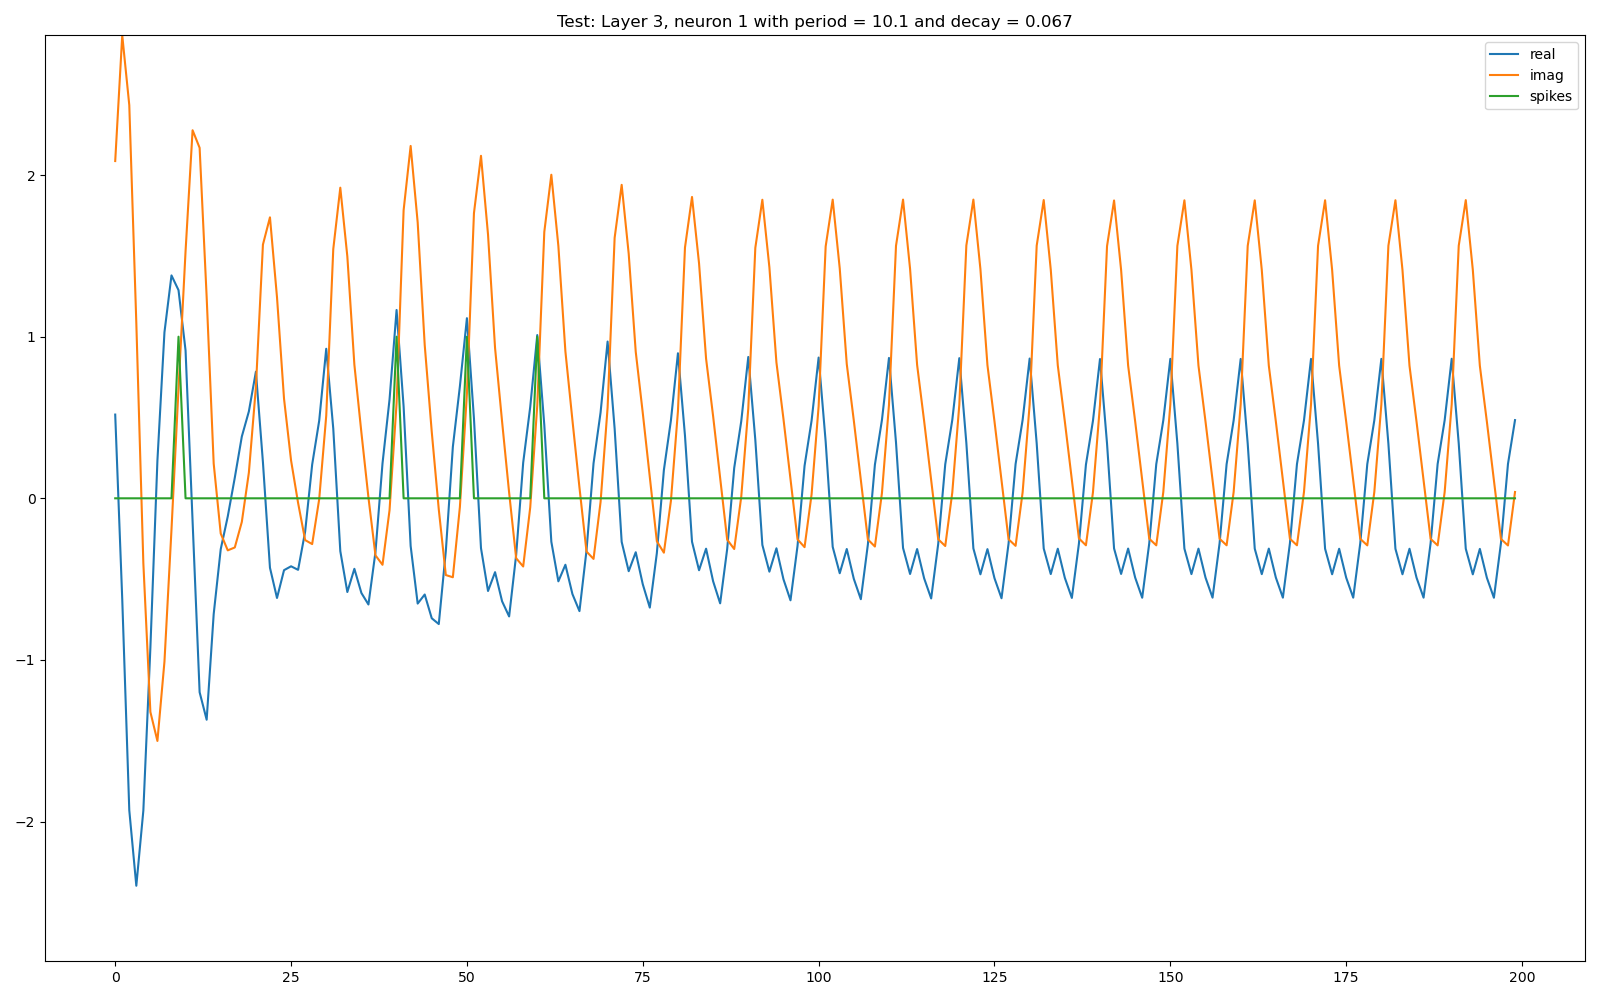 Test: Layer 3, neuron 1 with period = 10.1 and decay = 0.067
real
imag
spikes
2
1
0
−1
−2
0 25 50 75 100 125 150 175 200